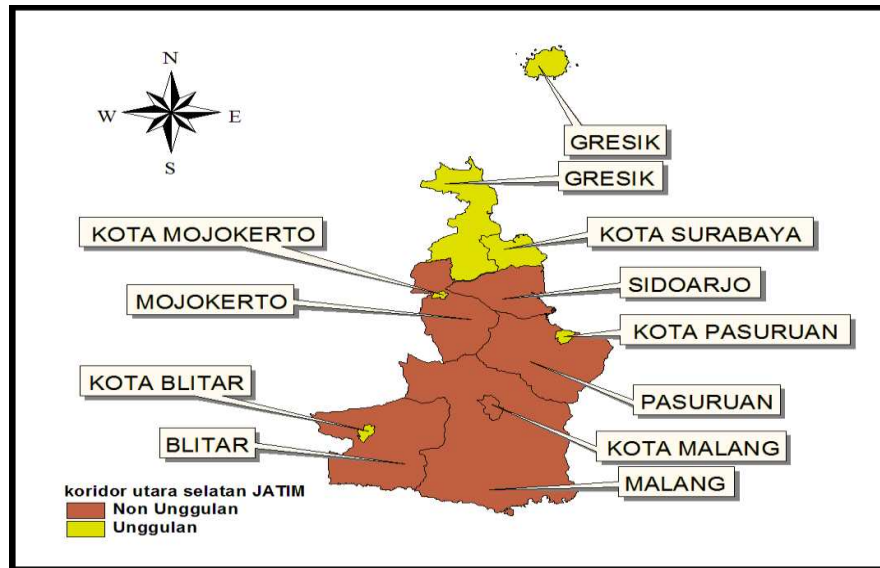 N
W
E
S
GRESIK
GRESIK
KOTA MOJOKERTO
KOTA SURABAYA
SIDOARJO
MOJOKERTO
KOTA PASURUAN
KOTA BLITAR
PASURUAN
BLITAR
KOTA MALANG
MALANG
koridor utara selatan JATIM
Non Unggulan
Unggulan